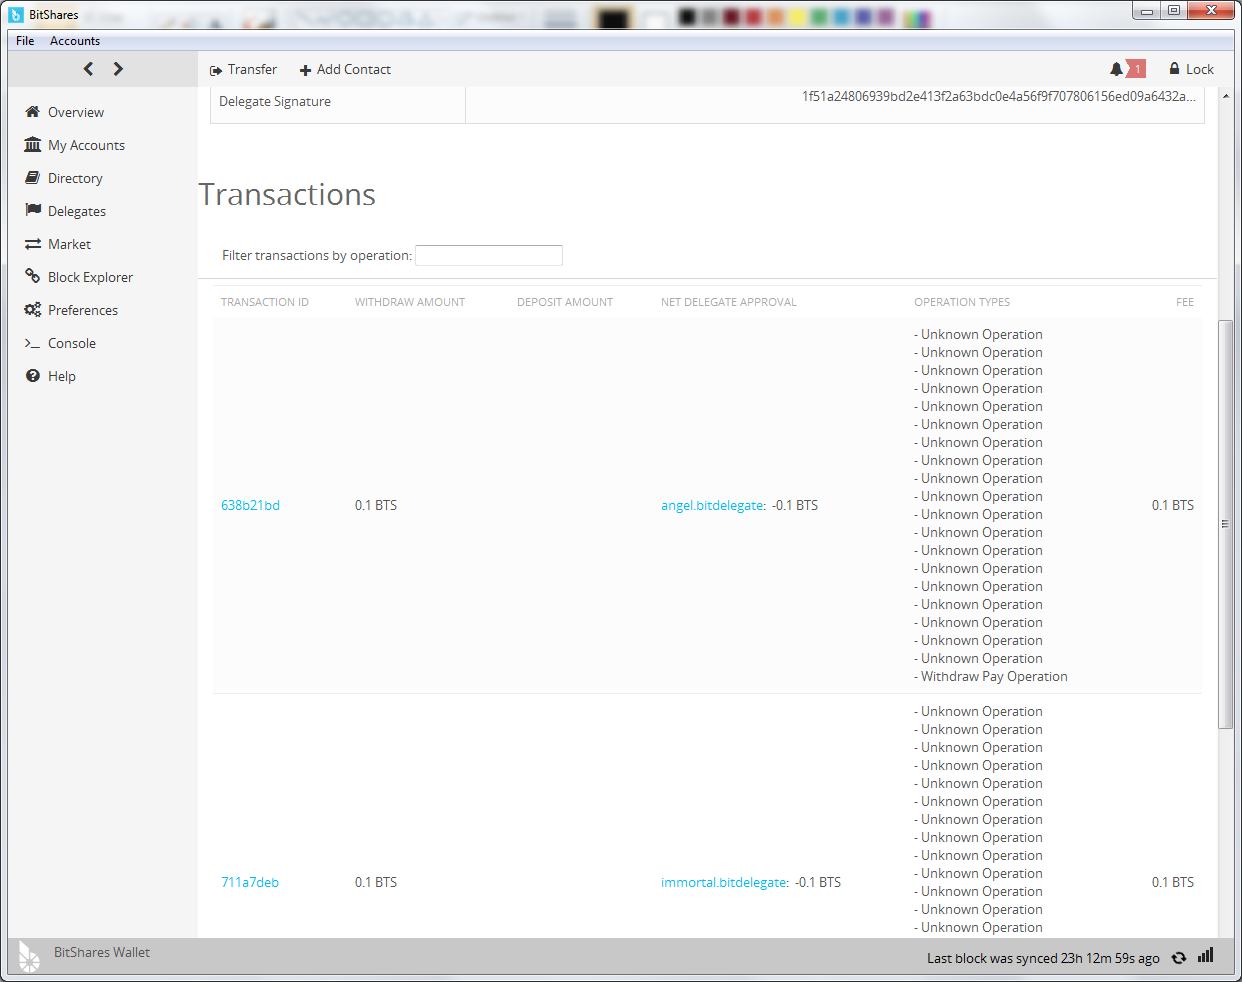 BitShares
File Accounts
Transfer Add Contact 1 Lock
Overview
My Accounts
Directory
Delegates
Market
Block Explorer
Preferences
Console
Help
Delegate Signature 1f51a24806939bd2e413f2a63bdc0e4a56f9f707806156ed09a6432a...
Transactions
Filter transactions by operation:
TRANSACTION ID WITHDRAW AMOUNT DEPOSIT AMOUNT NET DELEGATE APPROVAL OPERATION TYPES FEE
- Unknown Operation
- Unknown Operation
- Unknown Operation
- Unknown Operation
- Unknown Operation
- Unknown Operation
- Unknown Operation
- Unknown Operation
- Unknown Operation
- Unknown Operation
638b21bd 0.1 BTS angel.bitdelegate: -0.1 BTS 0.1 BTS
- Unknown Operation
- Unknown Operation
- Unknown Operation
- Unknown Operation
- Unknown Operation
- Unknown Operation
- Unknown Operation
- Unknown Operation
- Unknown Operation
- Withdraw Pay Operation
- Unknown Operation
- Unknown Operation
- Unknown Operation
- Unknown Operation
- Unknown Operation
- Unknown Operation
- Unknown Operation
- Unknown Operation
- Unknown Operation
- Unknown Operation
711a7deb 0.1 BTS immortal.bitdelegate: -0.1 BTS 0.1 BTS
- Unknown Operation
- Unknown Operation
- Unknown Operation
BitShares Wallet
Last block was synced 23h 12m 59s ago